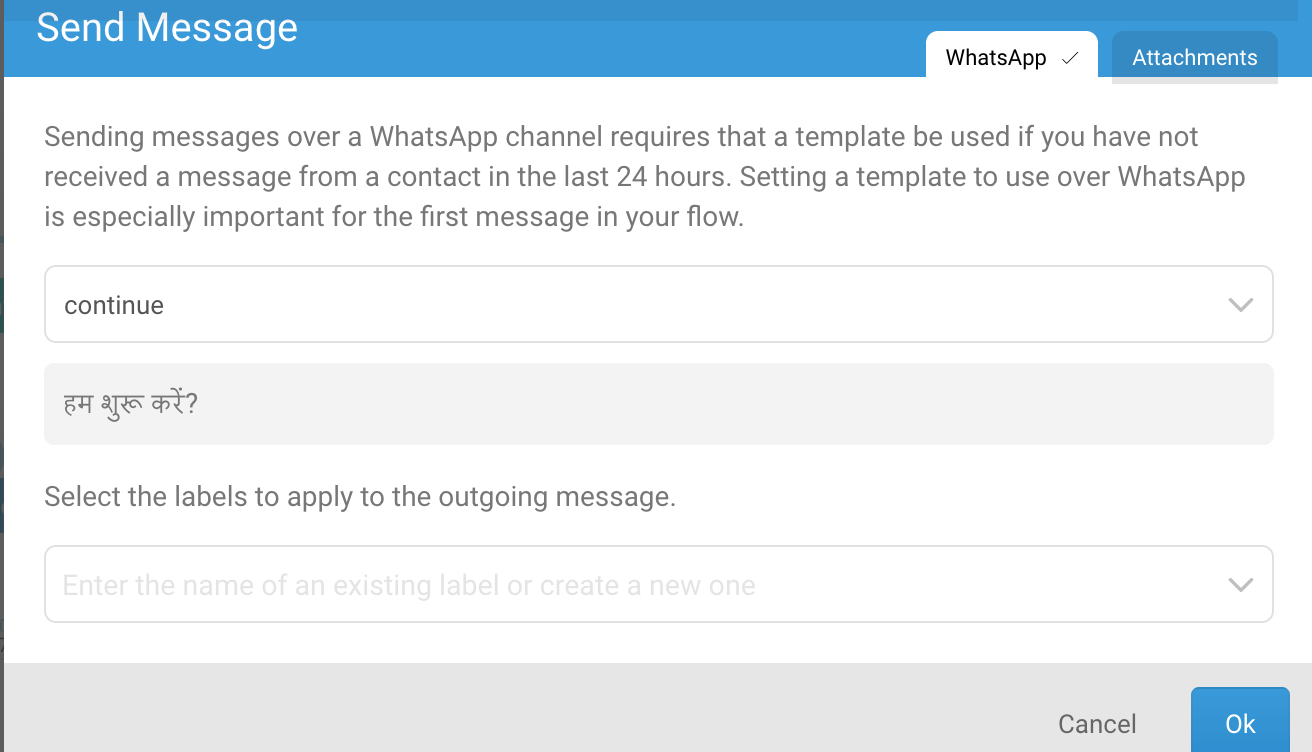 Send Message
WhatsApp ✓
Attachments
Sending messages over a WhatsApp channel requires that a template be used if you have not
received a message from a contact in the last 24 hours. Setting a template to use over WhatsApp
is especially important for the first message in your flow.
continue
हम शुरू करें?
Select the labels to apply to the outgoing message.
Enter the name of an existing label or create a new one
Cancel
Ok